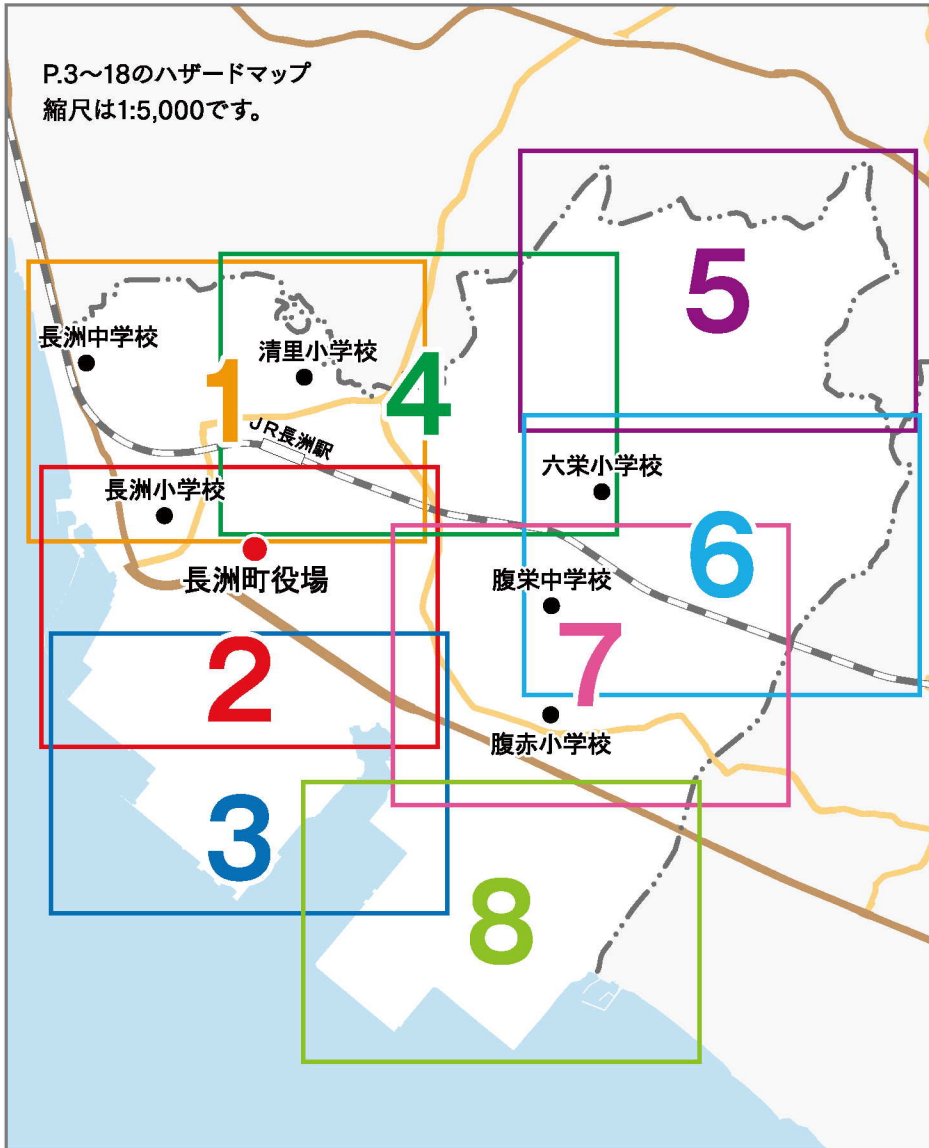 P.3～18のハザードマップ
縮尺は1:5,000です。
5
長洲中学校
清里小学校
1
4
JR長洲駅
六栄小学校
長洲小学校
6
長洲町役場
腹栄中学校
7
2
腹赤小学校
3
8